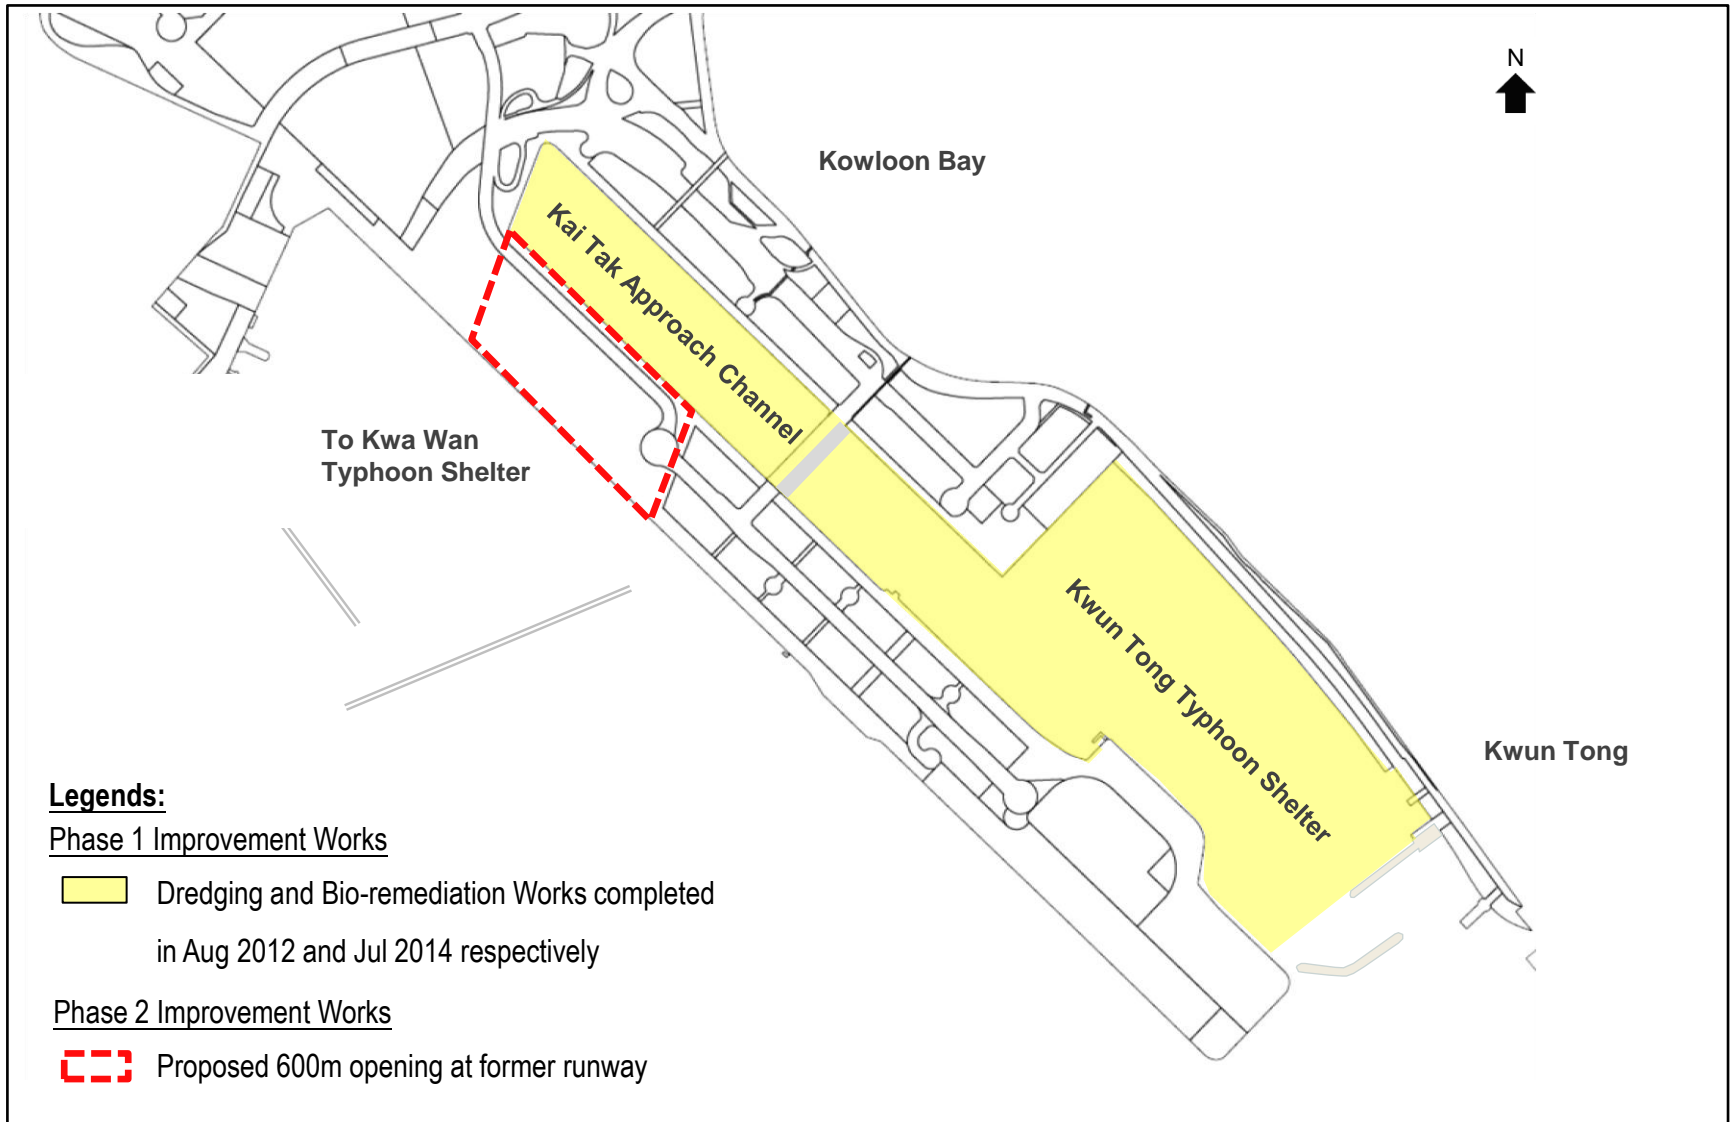 N
Kowloon Bay
Kai Tak Approach Channel
To Kwa Wan
Typhoon Shelter
Kwun Tong Typhoon Shelter
Kwun Tong
Legends:
Phase 1 Improvement Works
Dredging and Bio-remediation Works completed
in Aug 2012 and Jul 2014 respectively
Phase 2 Improvement Works
Proposed 600m opening at former runway